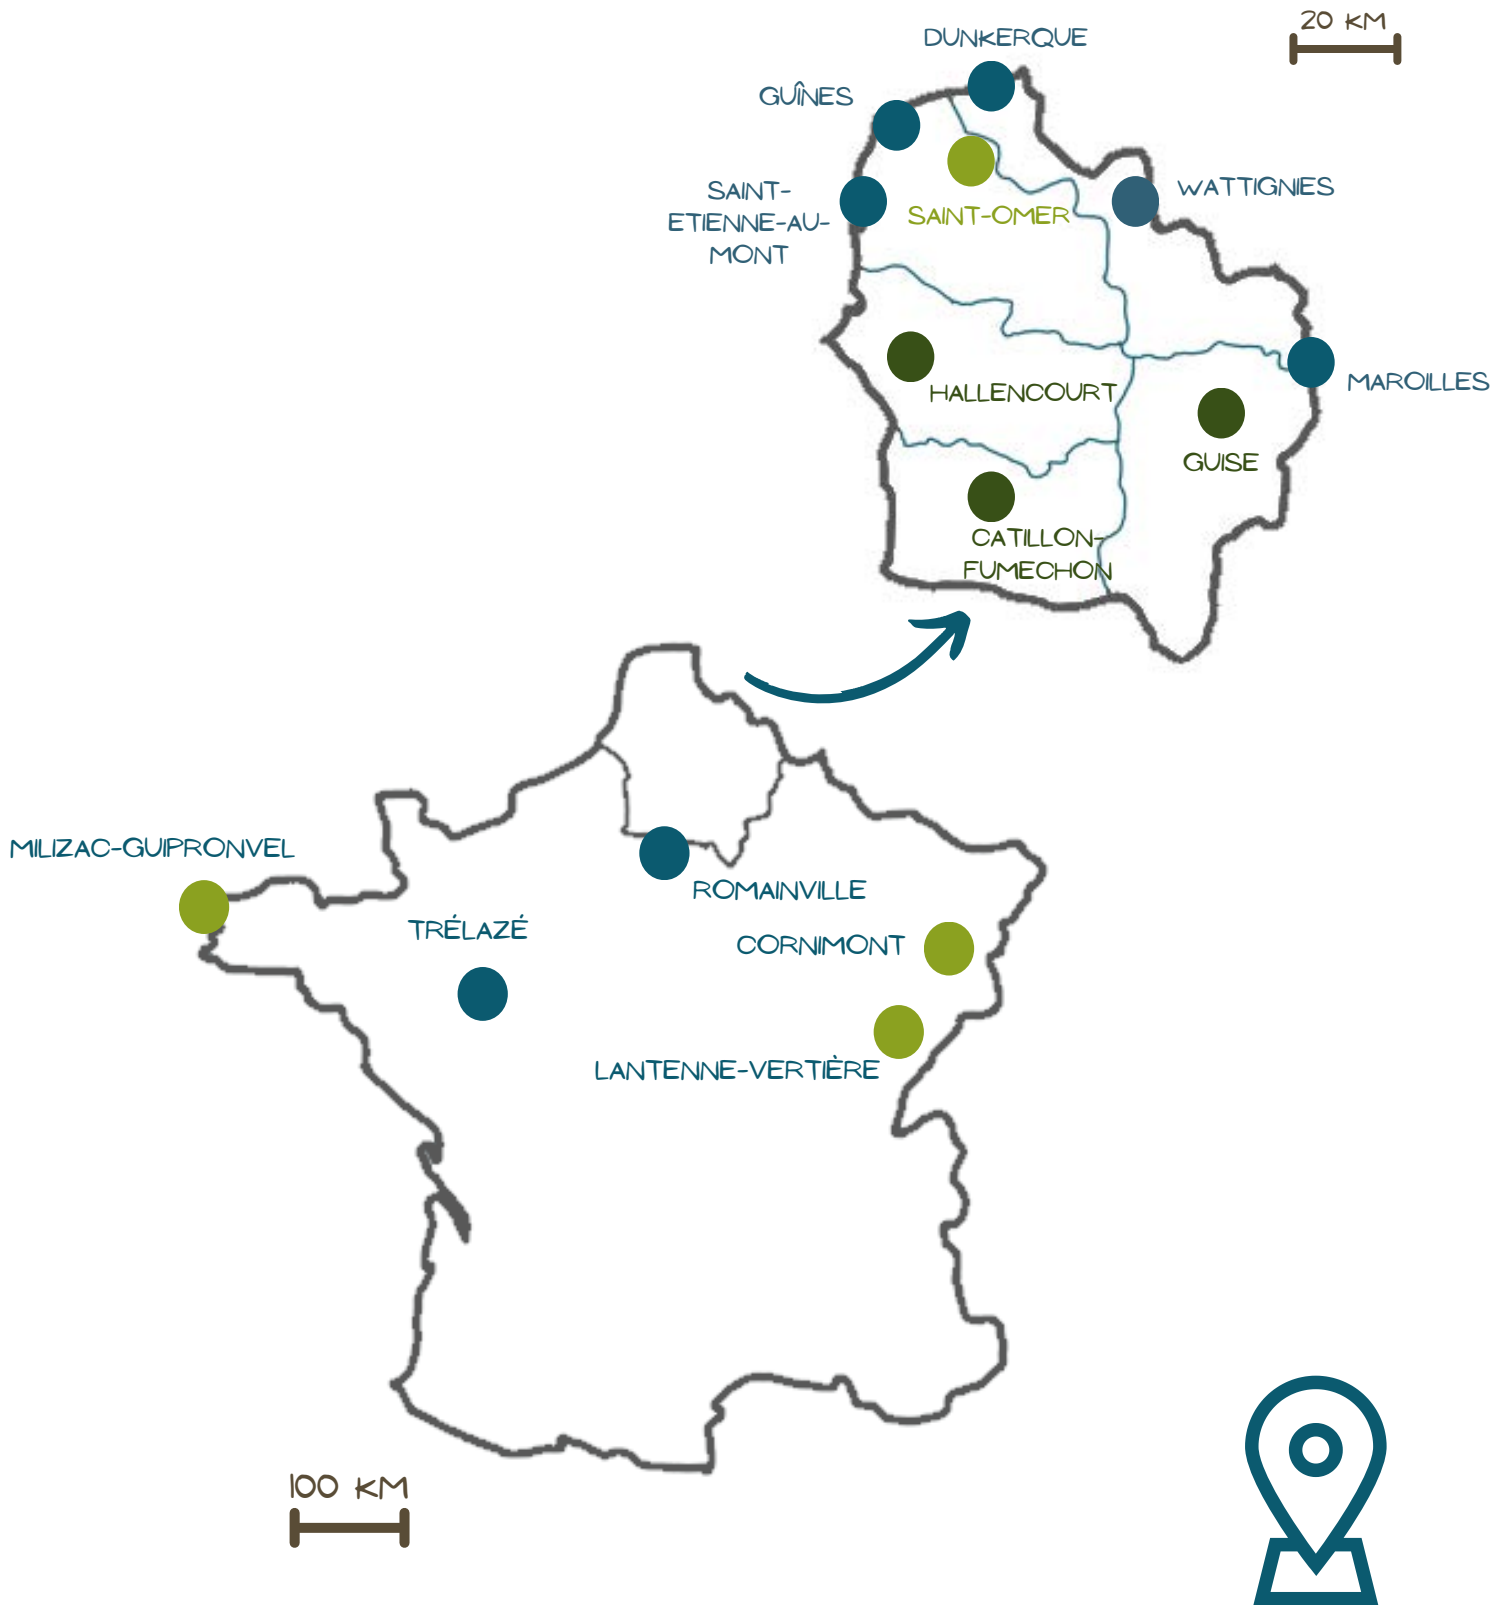 20 KM
DUNKERQUE
GUÎNES
SAINT-
ETIENNE-AU-
MONT
SAINT-OMER
WATTIGNIES
HALLENCOURT
MAROILLES
GUISE
CATILLON-
FUMECHON
MILIZAC-GUIPRONVEL
ROMAINVILLE
TRÉLAZÉ
CORNIMONT
LANTENNE-VERTIÈRE
100 KM